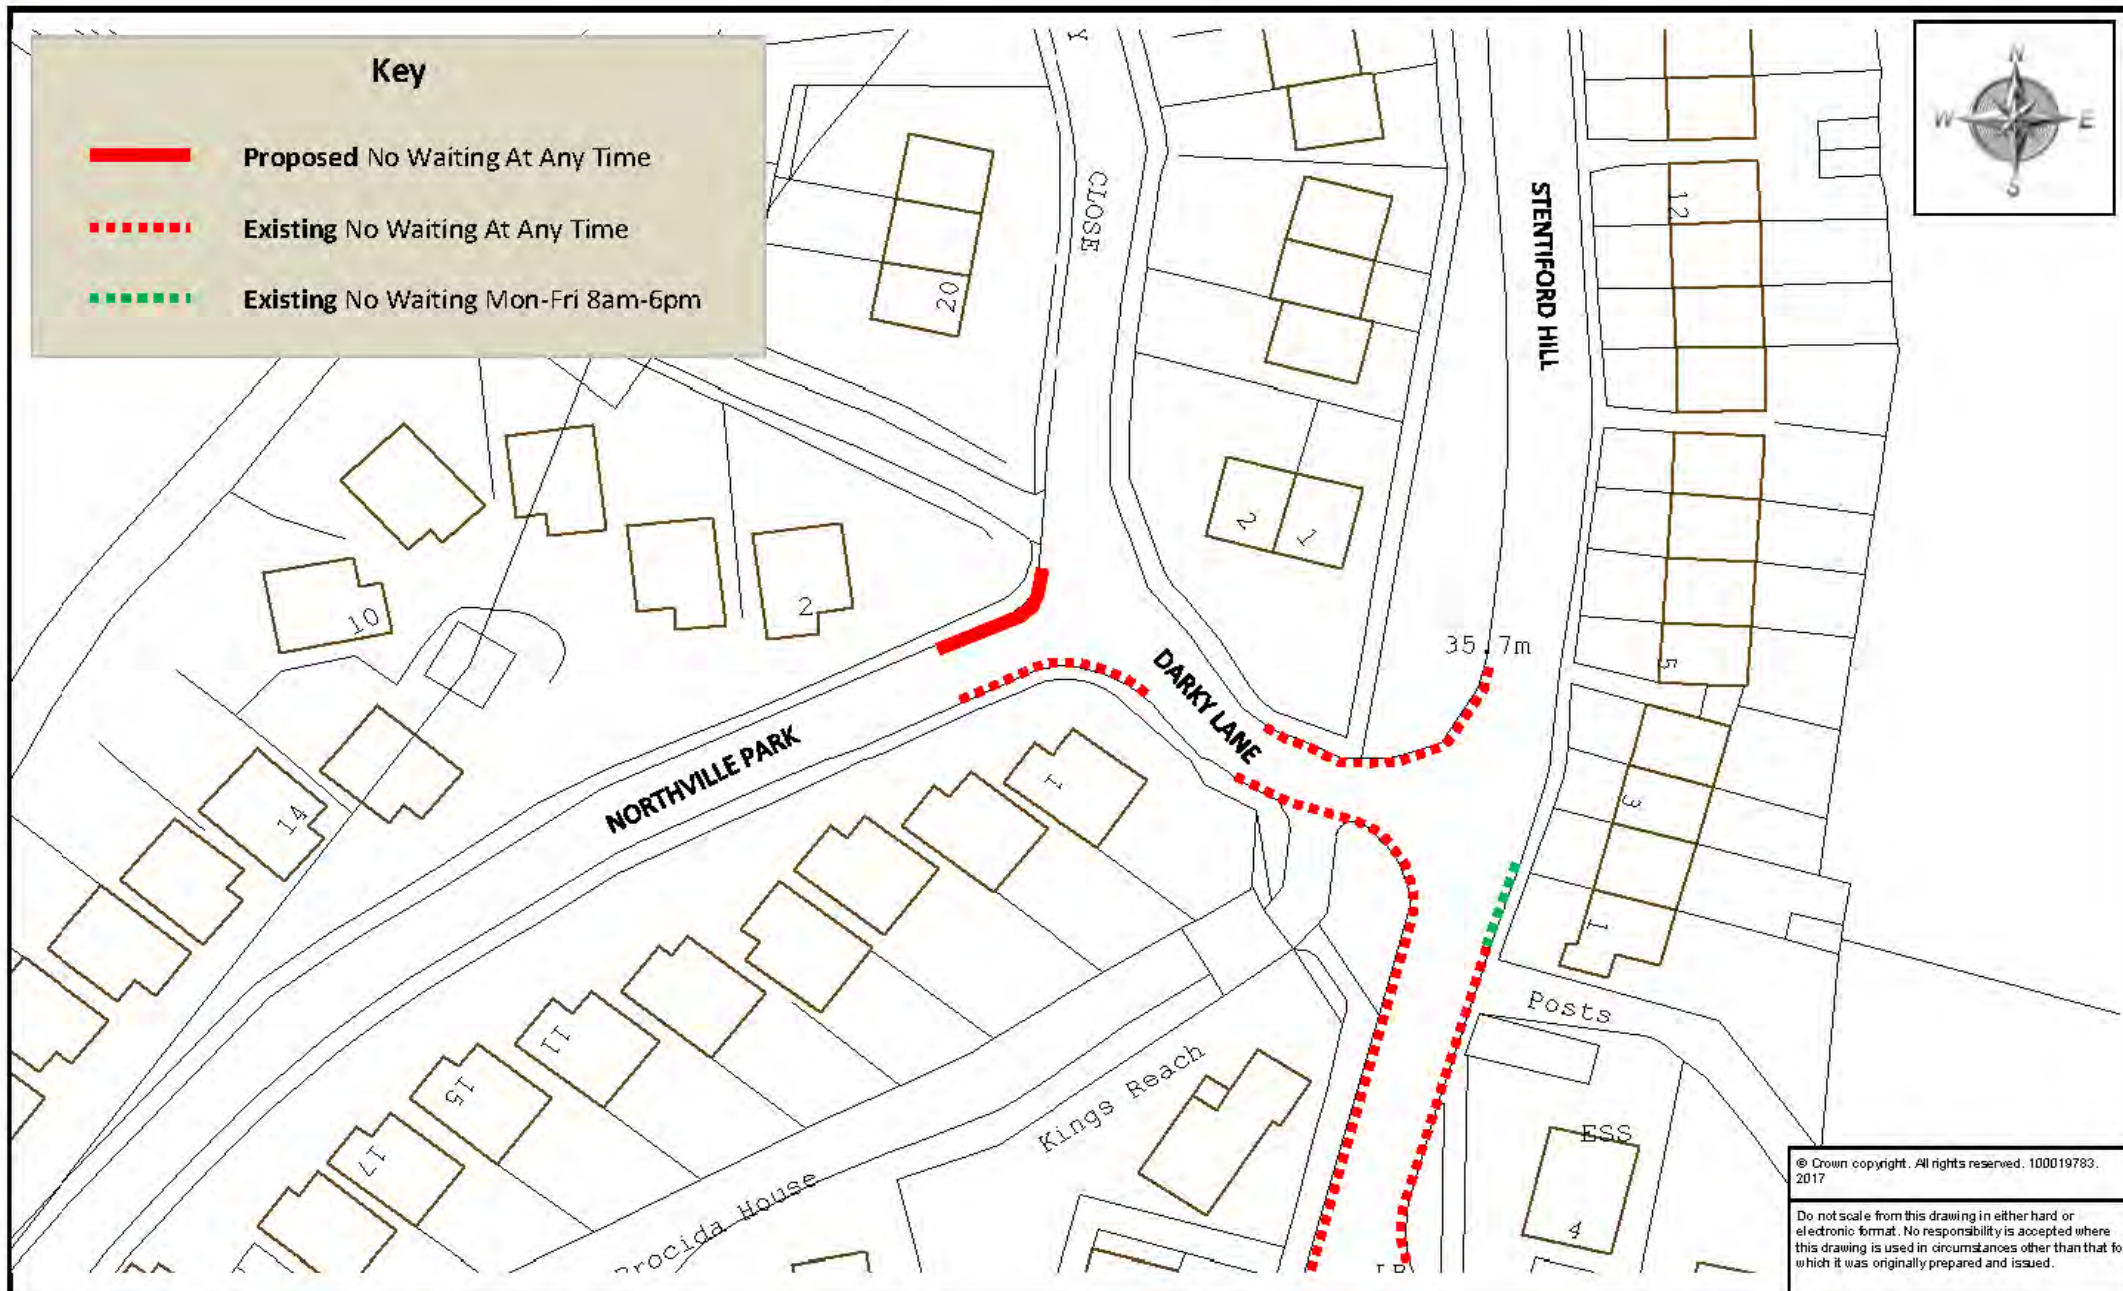 Key
Proposed No Waiting At Any Time
Existing No Waiting At Any Time
Existing No Waiting Mon-Fri 8am-6pm
N
W
E
S
Y
CLOSE
STENTIFORD HILL
12
20
2
1
10
2
35.7m
5
DARKY LANE
NORTHVILLE PARK
1
3
14
1
11
Posts
15
Kings Reach
17
ESS
Procida House
4
© Crown copyright. All rights reserved. 100019783.
2017
Do not scale from this drawing in either hard or
electronic format. No responsibility is accepted where
this drawing is used in circumstances other than that fo
which it was originally prepared and issued.